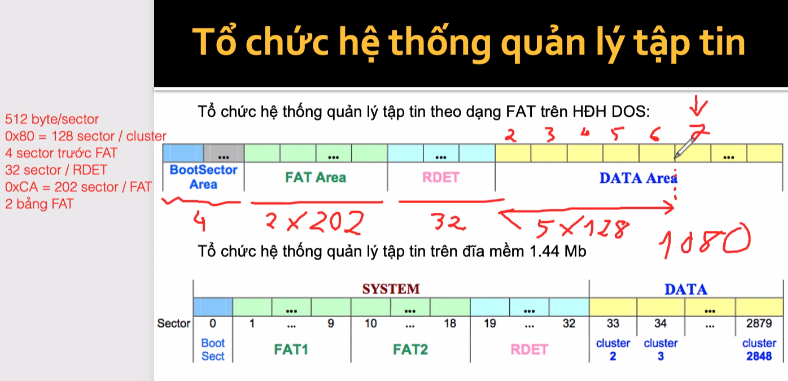 Tổ chức hệ thống quản lý tập tin
512 byte/sector
0x80 = 128 sector / cluster
4 sector trước FAT
32 sector / RDET
0xCA = 202 sector / FAT
2 bảng FAT
Tổ chức hệ thống quản lý tập tin theo dạng FAT trên HĐH DOS:
2 3 4 5 6 7
... ... ... ...
BootSector Area FAT Area RDET DATA Area
4 2 x 202 32 5 x 128 1080
Tổ chức hệ thống quản lý tập tin trên đĩa mềm 1.44 Mb
SYSTEM DATA
... ... ... ...
Sector 0 1 ... 9 10 ... 18 19 ... 32 33 34 ... 2879
Boot Sect FAT1 FAT2 RDET cluster 2 cluster 3 cluster 2848